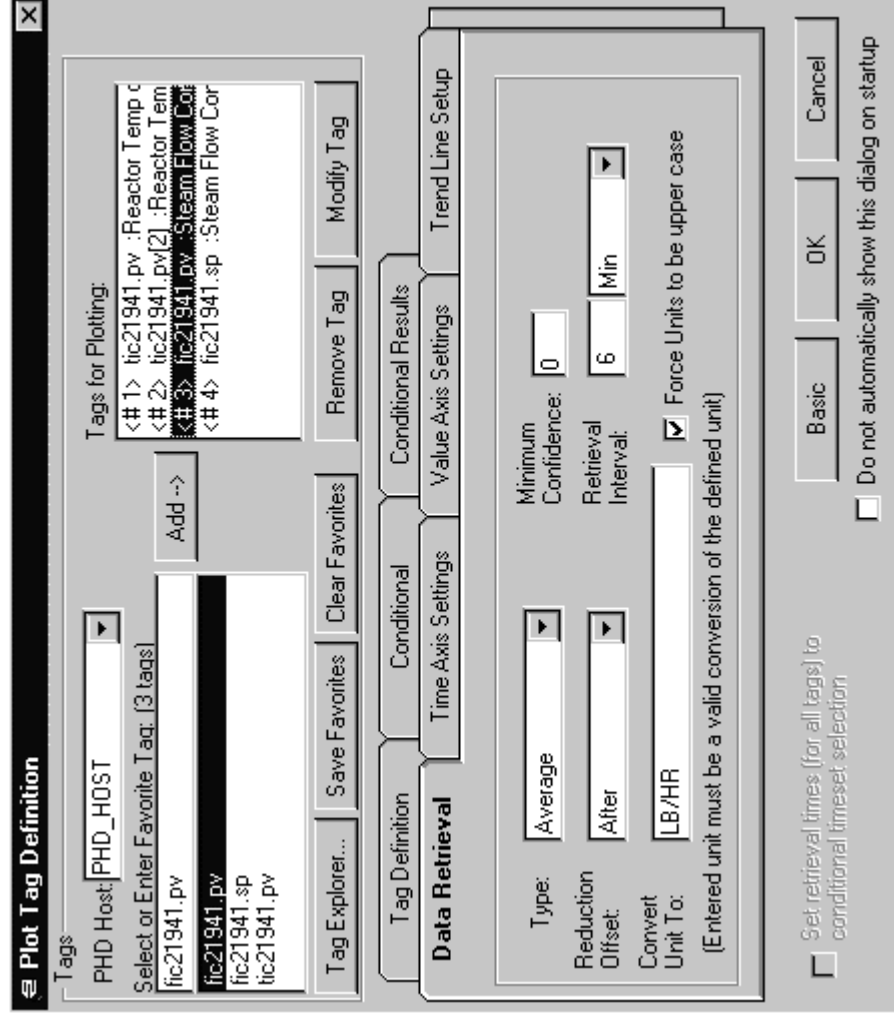 Plot Tag Definition
Tags
PHD Host: PHD_HOST
Select or Enter Favorite Tag: (3 tags)
fic21941.pv
fic21941.pv
fic21941.sp
tic21941.pv
Add -->
Tags for Plotting:
<# 1> tic21941.pv :Reactor Temp c
<# 2> tic21941.pv[2] :Reactor Tem
<# 3> fic21941.pv :Steam Flow Cor
<# 4> fic21941.sp :Steam Flow Cor
Tag Explorer... Save Favorites Clear Favorites Remove Tag Modify Tag
Tag Definition Conditional Conditional Results
Data Retrieval Time Axis Settings Value Axis Settings Trend Line Setup
Type: Average
Minimum
Confidence: 0
Reduction
Offset: After
Retrieval
Interval: 6 Min
Convert
Unit To: LB/HR
Force Units to be upper case
(Entered unit must be a valid conversion of the defined unit)
Set retrieval times (for all tags) to
conditional timeset selection
Basic OK Cancel
Do not automatically show this dialog on startup